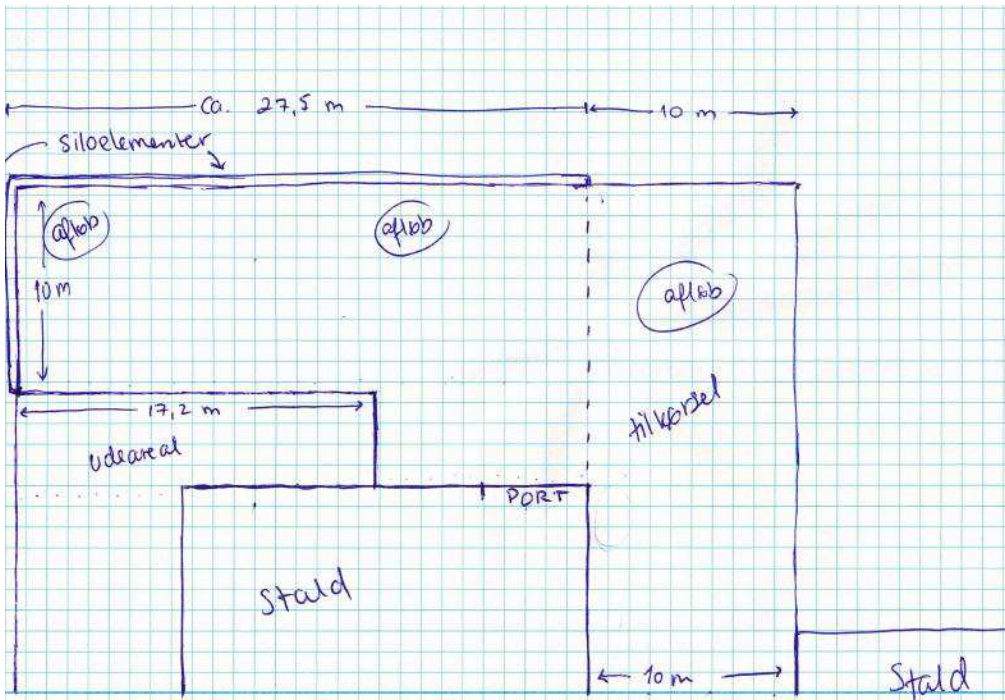 Ca. 27,5 m
10 m
siloelementer
afløb
afløb
afløb
10 m
17,2 m
tilkørsel
udeareal
PORT
Stald
10 m
Stald